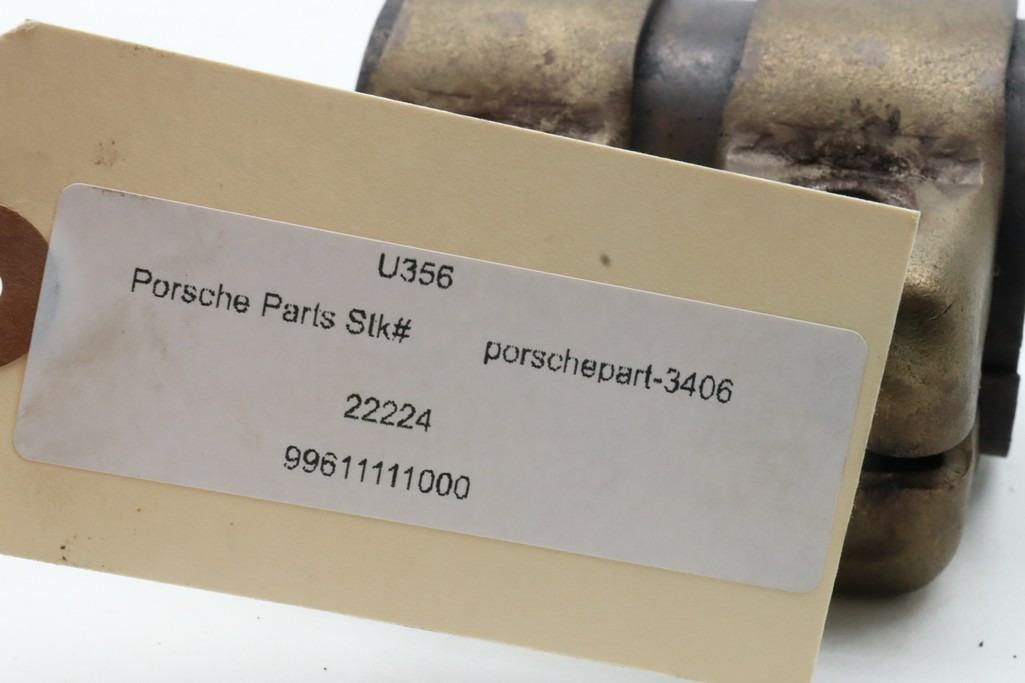 U356
Porsche Parts Stk# porschepart-3406
22224
99611111000